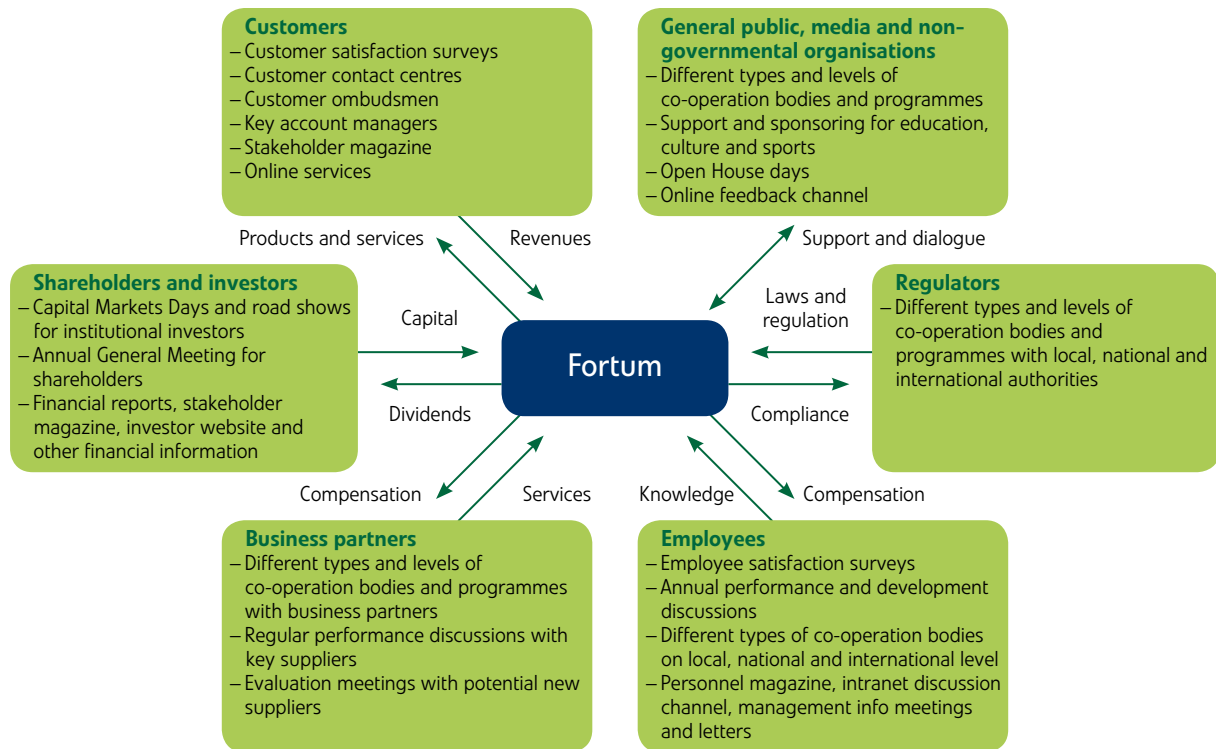 Customers
– Customer satisfaction surveys
– Customer contact centres
– Customer ombudsmen
– Key account managers
– Stakeholder magazine
– Online services
General public, media and non-
governmental organisations
– Different types and levels of
co-operation bodies and programmes
– Support and sponsoring for education,
culture and sports
– Open House days
– Online feedback channel
Products and services
Revenues
Support and dialogue
Shareholders and investors
– Capital Markets Days and road shows
for institutional investors
– Annual General Meeting for
shareholders
– Financial reports, stakeholder
magazine, investor website and
other financial information
Capital
Dividends
Fortum
Laws and
regulation
Compliance
Regulators
– Different types and levels of
co-operation bodies and
programmes with local, national and
international authorities
Compensation
Services
Knowledge
Compensation
Business partners
– Different types and levels of
co-operation bodies and programmes
with business partners
– Regular performance discussions with
key suppliers
– Evaluation meetings with potential new
suppliers
Employees
– Employee satisfaction surveys
– Annual performance and development
discussions
– Different types of co-operation bodies
on local, national and international level
– Personnel magazine, intranet discussion
channel, management info meetings
and letters